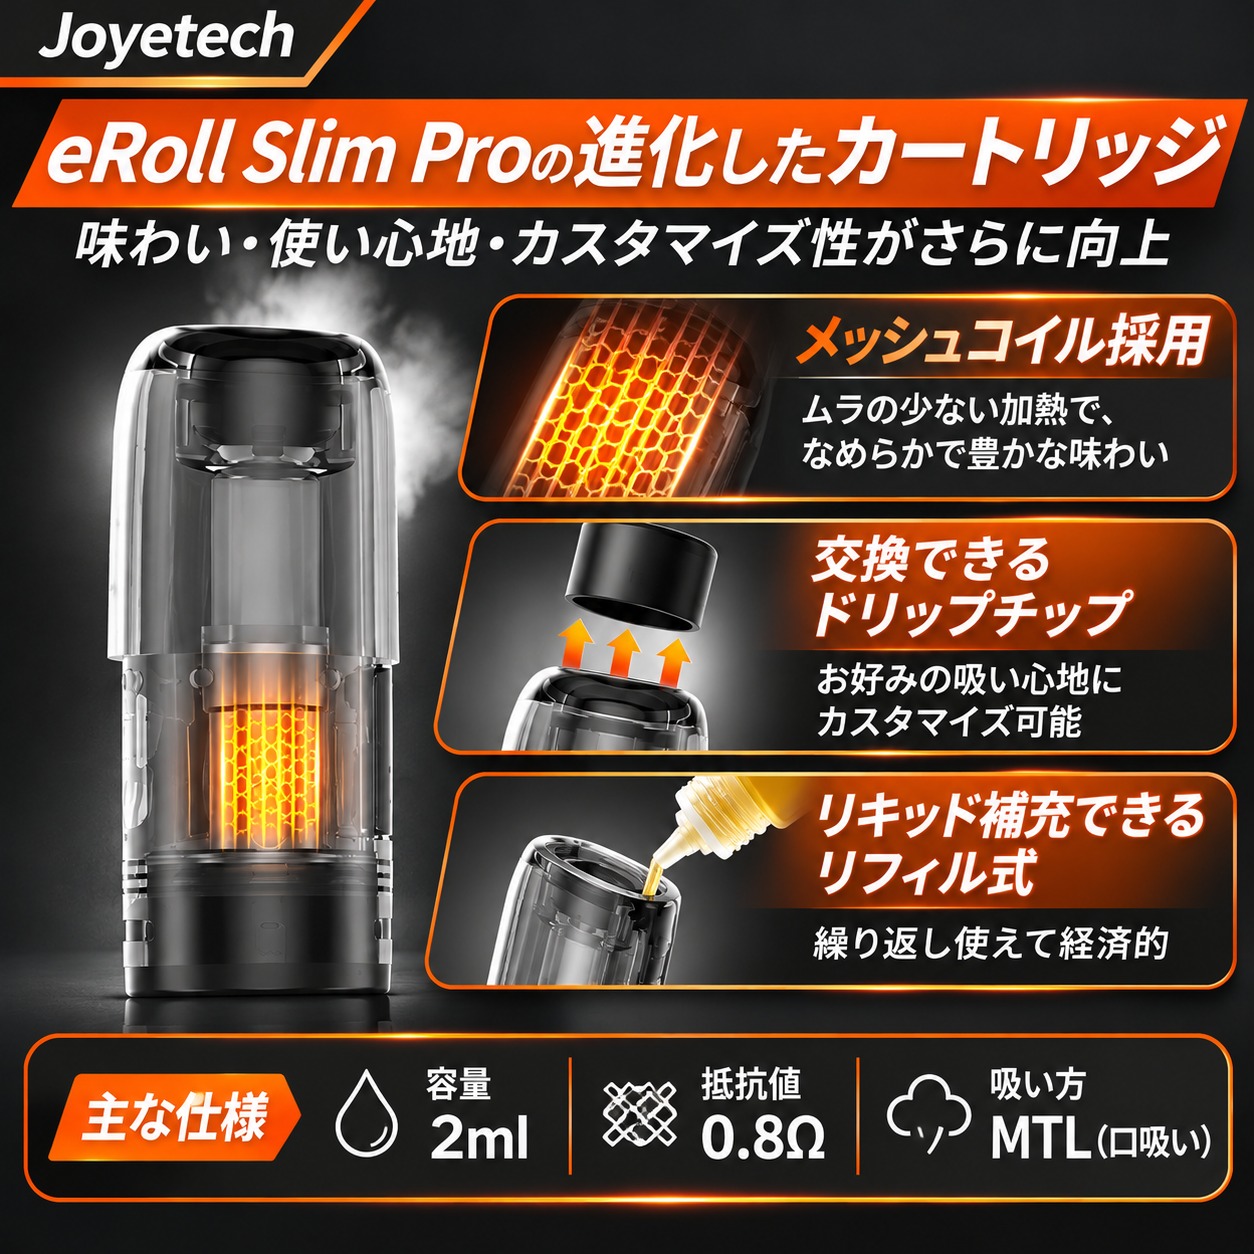 Joyetech
eRoll Slim Proの進化したカートリッジ
味わい・使い心地・カスタマイズ性がさらに向上
メッシュコイル採用
ムラの少ない加熱で、
なめらかで豊かな味わい
交換できる
ドリップチップ
お好みの吸い心地に
カスタマイズ可能
リキッド補充できる
リフィル式
繰り返し使えて経済的
主な仕様
容量
2ml
抵抗値
0.8Ω
吸い方
MTL(口吸い)